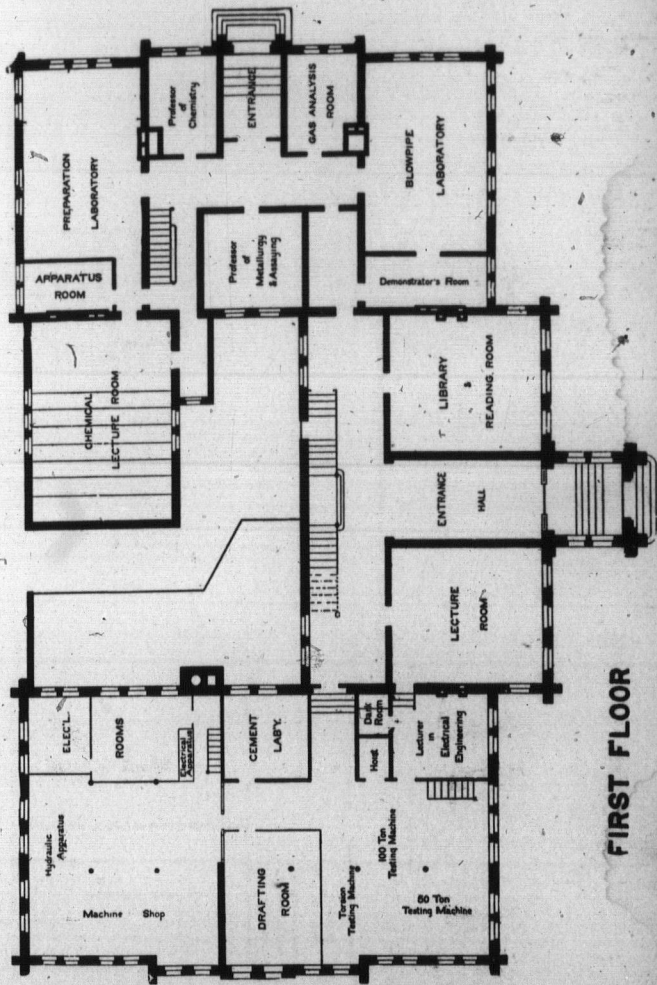 PREPARATION
LABORATORY
Professor
of
Chemistry
ENTRANCE
GAS ANALYSIS
ROOM
BLOWPIPE
LABORATORY
APPARATUS
ROOM
Professor
of
Metallurgy
& Assaying
Demonstrator's Room
CHEMICAL
LECTURE ROOM
LIBRARY
&
READING ROOM
ENTRANCE
HALL
LECTURE
ROOM
ELEC'L.
ROOMS
Electrical
Apparatus
CEMENT
LAB'Y.
Dark
Room
Hoist
Lecturer
in
Electrical
Engineering
Hydraulic
Apparatus
Machine Shop
DRAFTING
ROOM
Torsion
Testing Machine
100 Ton
Testing Machine
50 Ton
Testing Machine
FIRST FLOOR